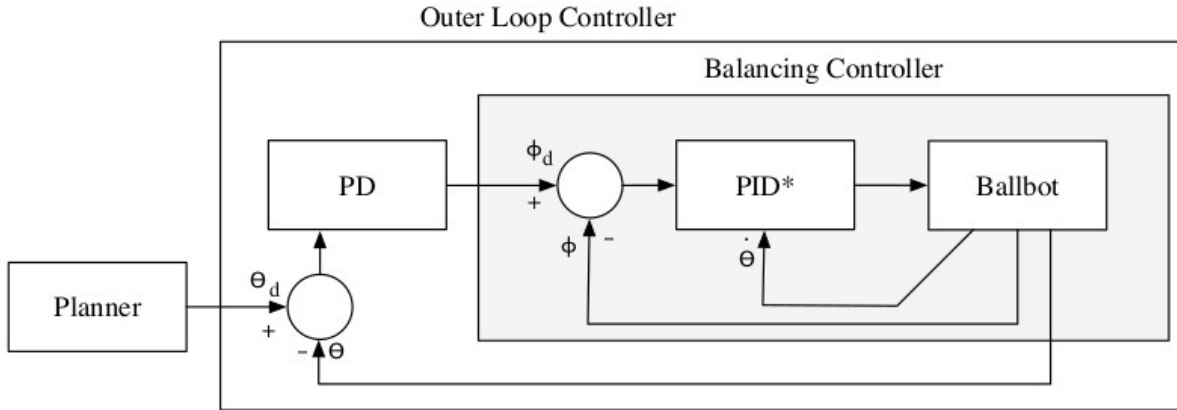 Outer Loop Controller
Balancing Controller
ϕd
+
PD
PID*
Ballbot
ϕ
-
Θ̇
Planner
Θd
+
-
Θ